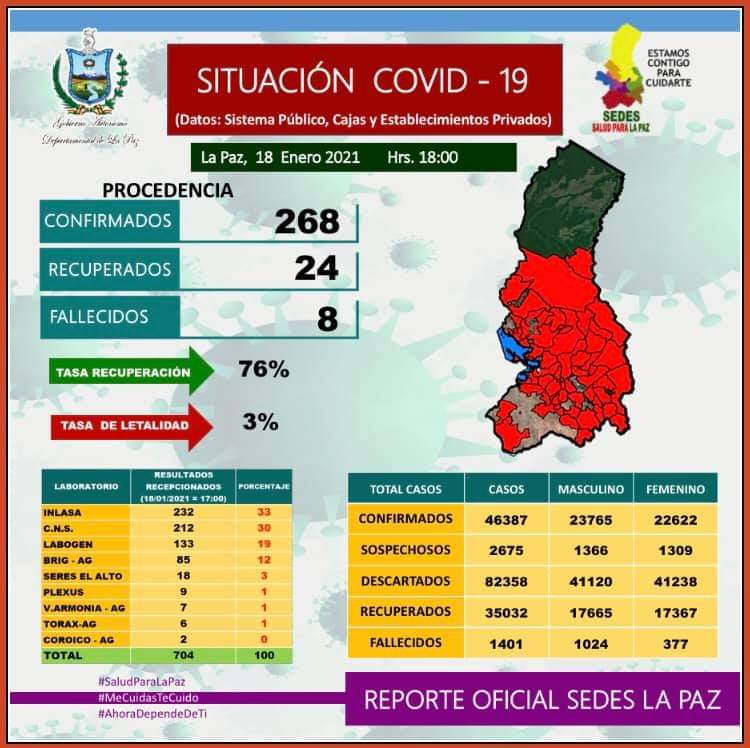 Gobierno Autónomo
Departamental de La Paz
SITUACIÓN COVID - 19
(Datos: Sistema Público, Cajas y Establecimientos Privados)
ESTAMOS
CONTIGO
PARA
CUIDARTE
SEDES
SALUD PARA LA PAZ
La Paz, 18 Enero 2021 Hrs. 18:00
PROCEDENCIA
CONFIRMADOS 268
RECUPERADOS 24
FALLECIDOS 8
TASA RECUPERACIÓN 76%
TASA DE LETALIDAD 3%
LABORATORIO RESULTADOS RECEPCIONADOS (18/01/2021 = 17:00) PORCENTAJE
INLASA 232 33
C.N.S. 212 30
LABOGEN 133 19
BRIG - AG 85 12
SERES EL ALTO 18 3
PLEXUS 9 1
V.ARMONIA - AG 7 1
TORAX-AG 6 1
COROICO - AG 2 0
TOTAL 704 100
TOTAL CASOS CASOS MASCULINO FEMENINO
CONFIRMADOS 46387 23765 22622
SOSPECHOSOS 2675 1366 1309
DESCARTADOS 82358 41120 41238
RECUPERADOS 35032 17665 17367
FALLECIDOS 1401 1024 377
#SaludParaLaPaz
#MeCuidasTeCuido
#AhoraDependeDeTi
REPORTE OFICIAL SEDES LA PAZ